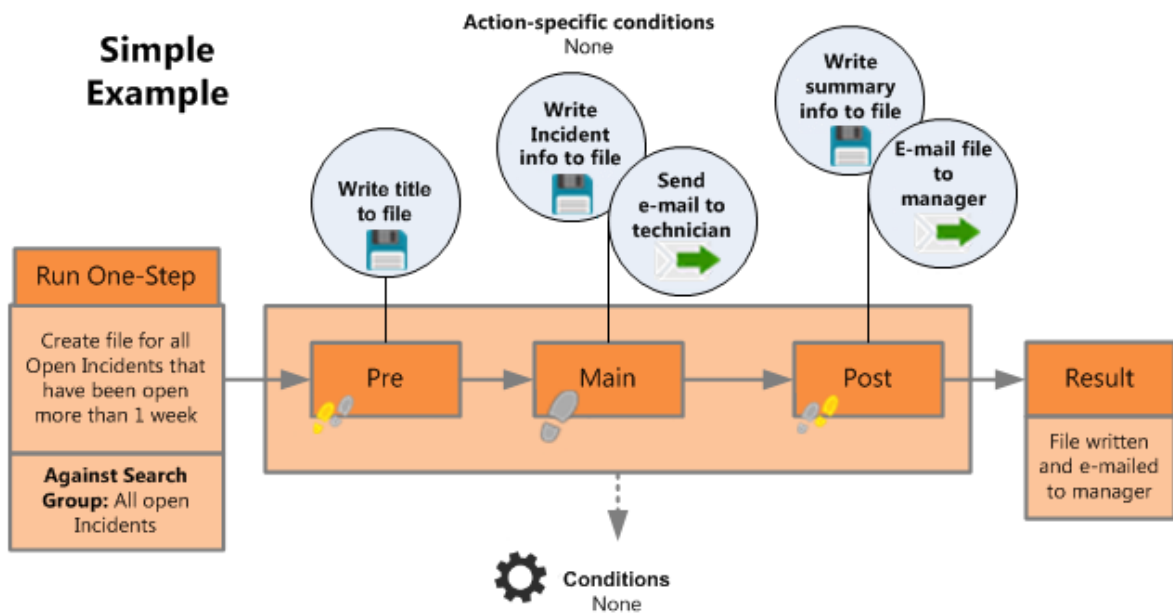 Simple
Example
Action-specific conditions
None
Write title
to file
Write
Incident
info to file
Send
e-mail to
technician
Write
summary
info to file
E-mail file
to
manager
Run One-Step
Create file for all
Open Incidents that
have been open
more than 1 week
Against Search
Group: All open
Incidents
Pre
Main
Post
Result
File written
and e-mailed
to manager
Conditions
None